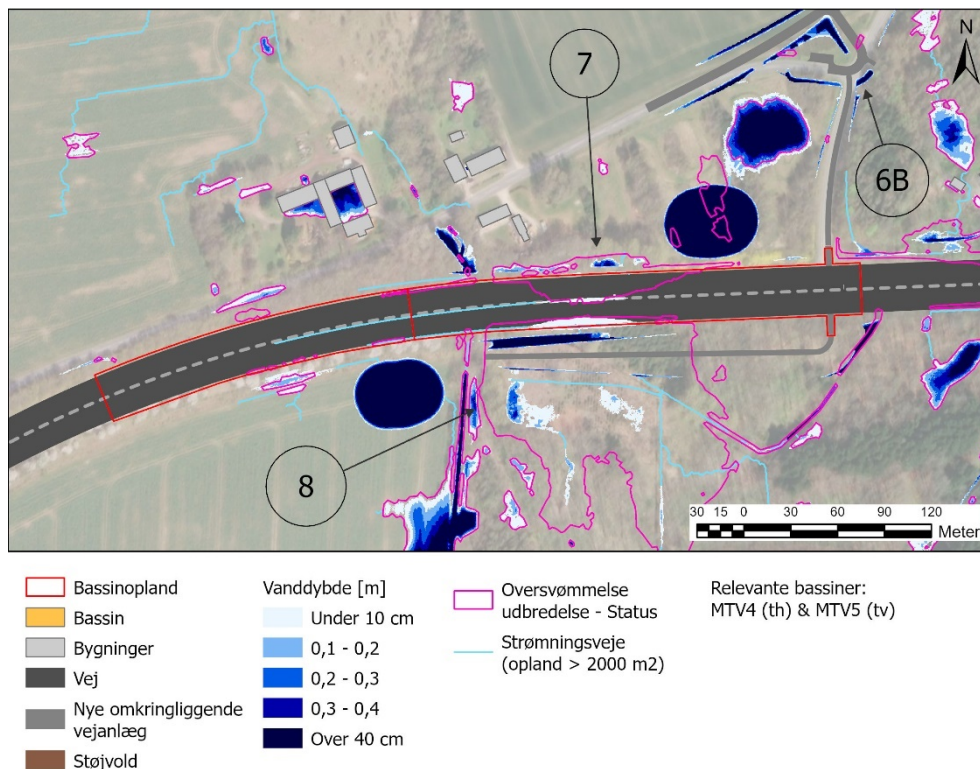 N
7
6B
8
30 15 0 30 60 90 120
Meter
Bassinopland
Bassin
Bygninger
Vej
Nye omkringliggende
vejanlæg
Støjvold
Vanddybde [m]
Under 10 cm
0,1 - 0,2
0,2 - 0,3
0,3 - 0,4
Over 40 cm
Oversvømmelse
udbredelse - Status
Strømningsveje
(opland > 2000 m2)
Relevante bassiner:
MTV4 (th) & MTV5 (tv)